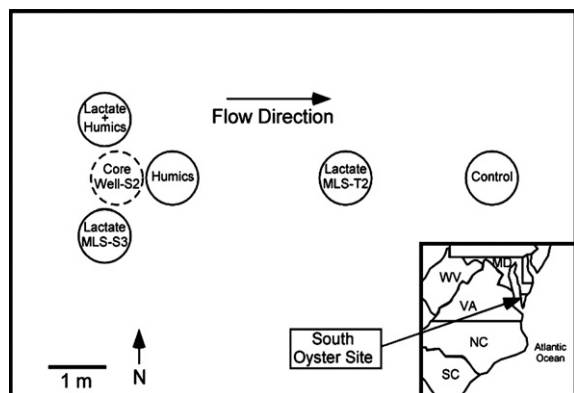 Lactate
+
Humics
Flow Direction
Core
Well-S2
Humics
Lactate
MLS-T2
Control
Lactate
MLS-S3
MD
WV
VA
South
Oyster Site
NC
Atlantic
Ocean
SC
1 m
N